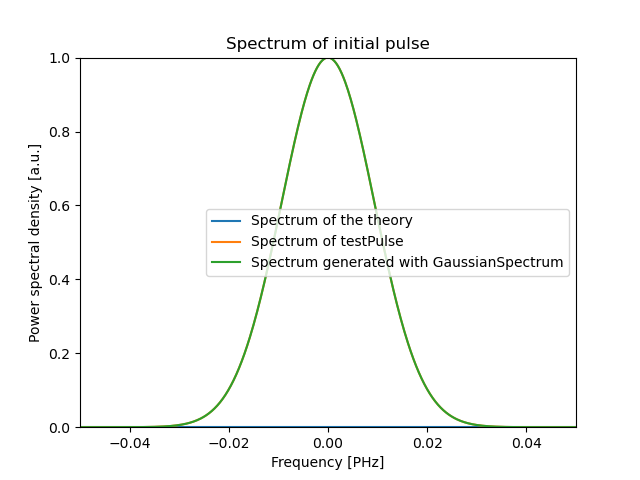 Spectrum of initial pulse
1.0
0.8
0.6
0.4
0.2
0.0
Power spectral density [a.u.]
Spectrum of the theory
Spectrum of testPulse
Spectrum generated with GaussianSpectrum
−0.04 −0.02 0.00 0.02 0.04
Frequency [PHz]